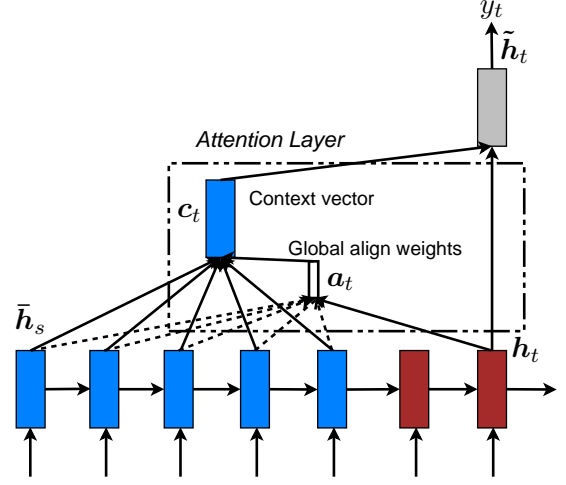 y_t
h̃_t
Attention Layer
c_t
Context vector
Global align weights
a_t
h̄_s
h_t